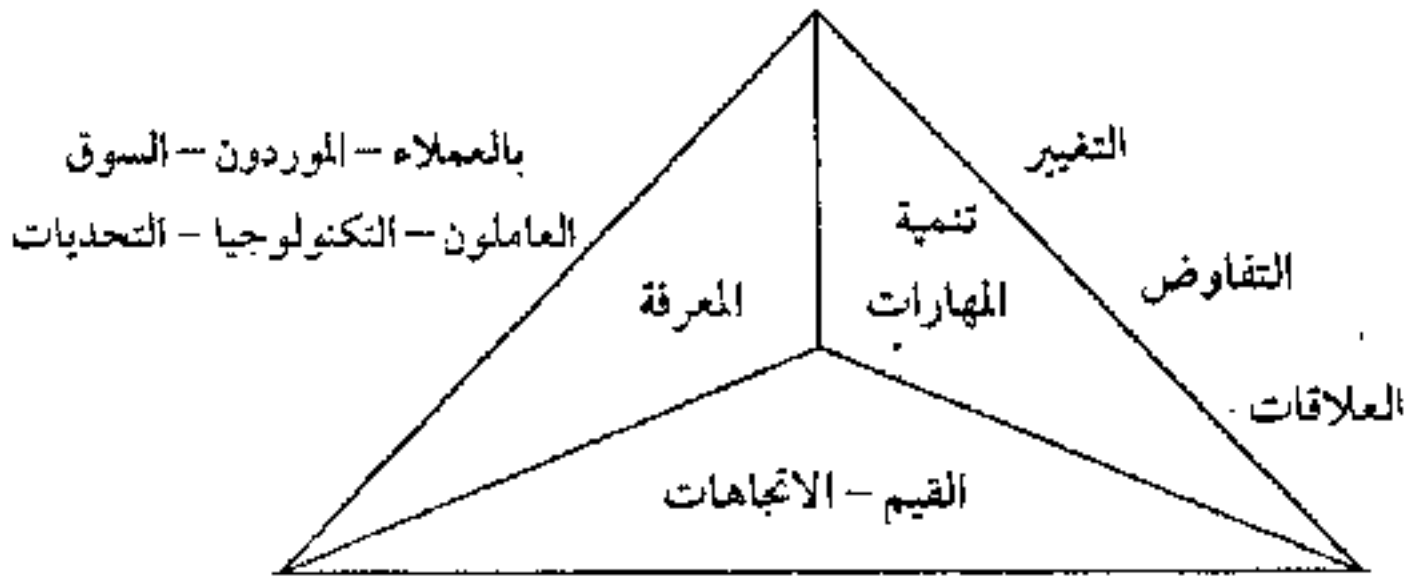 التغيير
بالعملاء – الموردون – السوق
تنمية
العاملون – التكنولوجيا – التحديات
التفاوض
المهارات
المعرفة
العلاقات
القيم – الاتجاهات